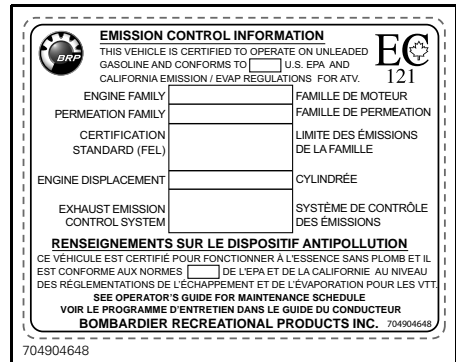 EMISSION CONTROL INFORMATION
BRP
THIS VEHICLE IS CERTIFIED TO OPERATE ON UNLEADED
GASOLINE AND CONFORMS TO U.S. EPA AND
CALIFORNIA EMISSION / EVAP REGULATIONS FOR ATV.
EC
121
ENGINE FAMILY FAMILLE DE MOTEUR
PERMEATION FAMILY FAMILLE DE PERMEATION
CERTIFICATION LIMITE DES ÉMISSIONS
STANDARD (FEL) DE LA FAMILLE
ENGINE DISPLACEMENT CYLINDRÉE
EXHAUST EMISSION SYSTÈME DE CONTRÔLE
CONTROL SYSTEM DES ÉMISSIONS
RENSEIGNEMENTS SUR LE DISPOSITIF ANTIPOLLUTION
CE VÉHICULE EST CERTIFIÉ POUR FONCTIONNER À L'ESSENCE SANS PLOMB ET IL
EST CONFORME AUX NORMES DE L'EPA ET DE LA CALIFORNIE AU NIVEAU
DES RÉGLEMENTATIONS DE L'ÉCHAPPEMENT ET DE L'ÉVAPORATION POUR LES VTT.
SEE OPERATOR'S GUIDE FOR MAINTENANCE SCHEDULE
VOIR LE PROGRAMME D'ENTRETIEN DANS LE GUIDE DU CONDUCTEUR
BOMBARDIER RECREATIONAL PRODUCTS INC. 704904648
704904648